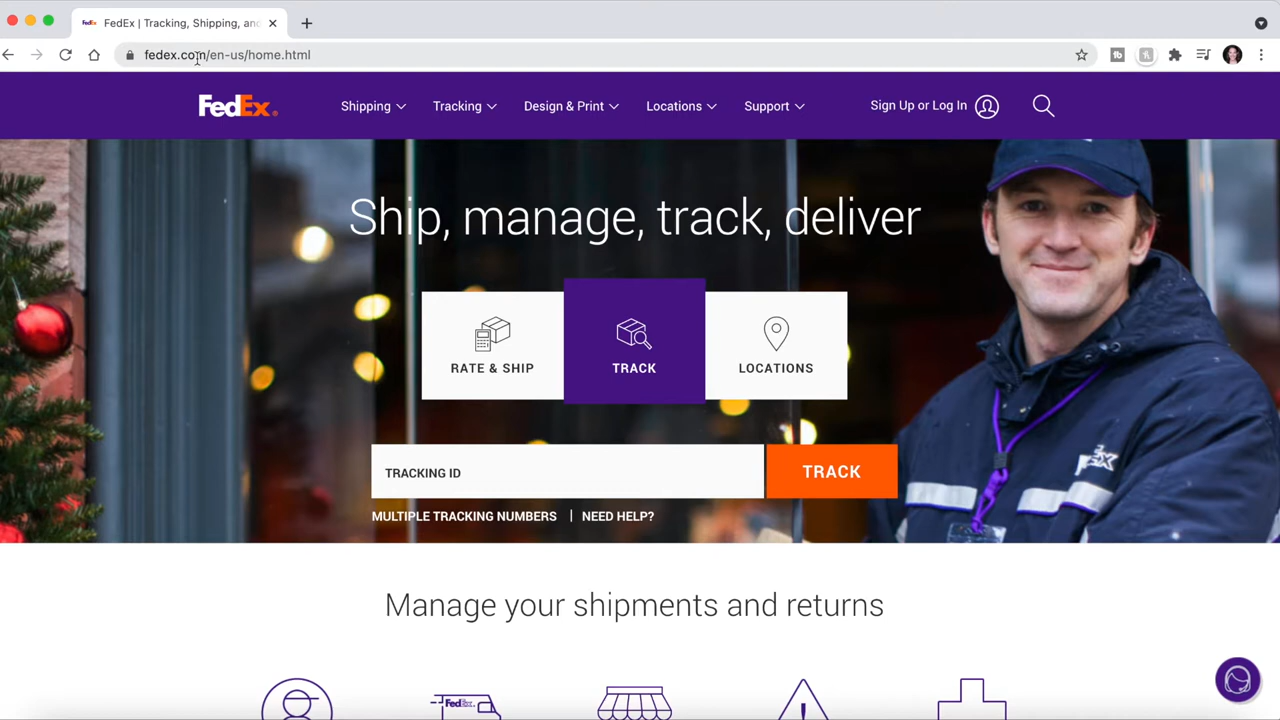 FedEx | Tracking, Shipping, and
fedex.com/en-us/home.html
FedEx
Shipping
Tracking
Design & Print
Locations
Support
Sign Up or Log In
Ship, manage, track, deliver
RATE & SHIP
TRACK
LOCATIONS
TRACKING ID
TRACK
MULTIPLE TRACKING NUMBERS | NEED HELP?
Manage your shipments and returns
FedEx